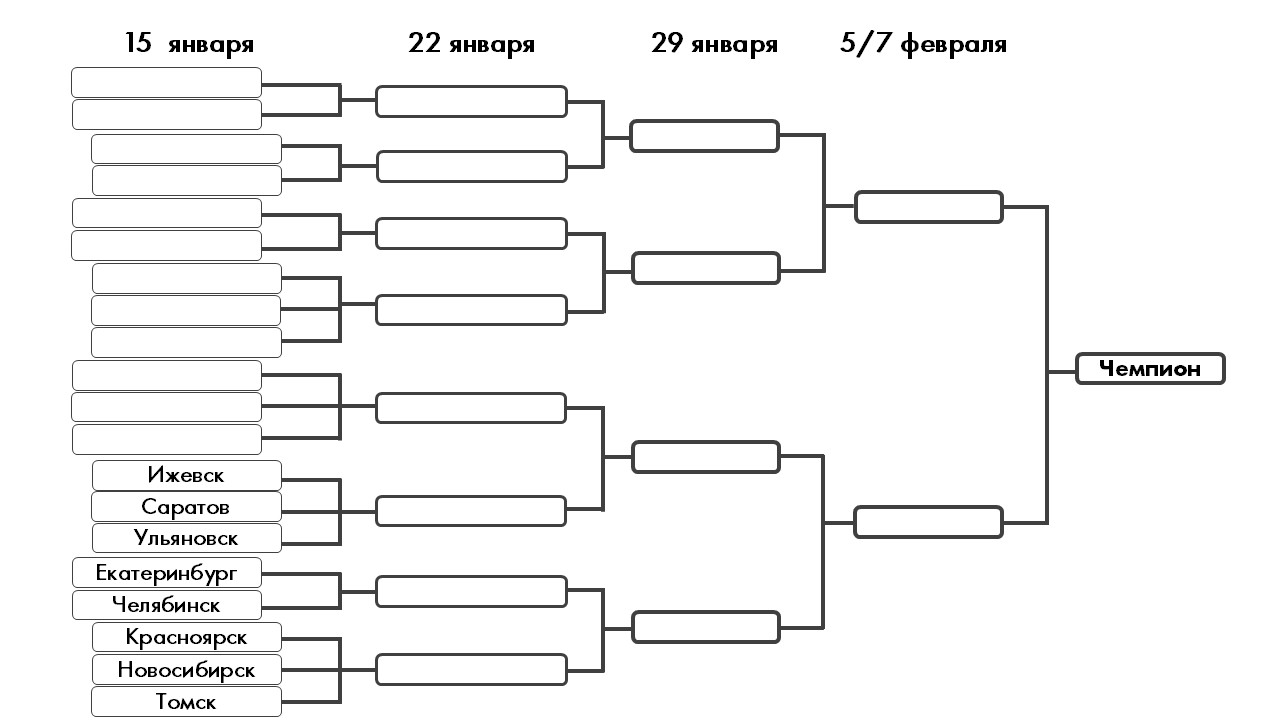 15 января
22 января
29 января
5/7 февраля
Чемпион
Ижевск
Саратов
Ульяновск
Екатеринбург
Челябинск
Красноярск
Новосибирск
Томск